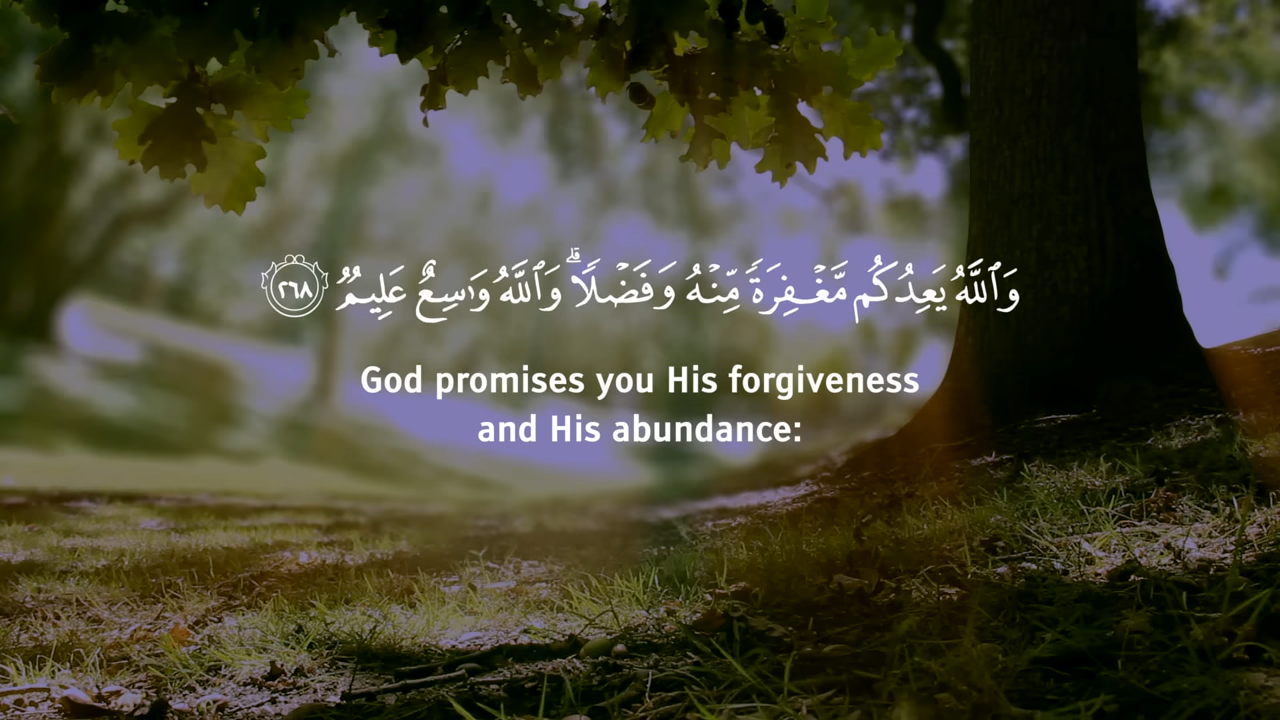 وَٱللَّهُ يَعِدُكُم مَّغۡفِرَةٗ مِّنۡهُ وَفَضۡلٗاۗ وَٱللَّهُ وَٰسِعٌ عَلِيمٞ ٢٦٨
God promises you His forgiveness
and His abundance: